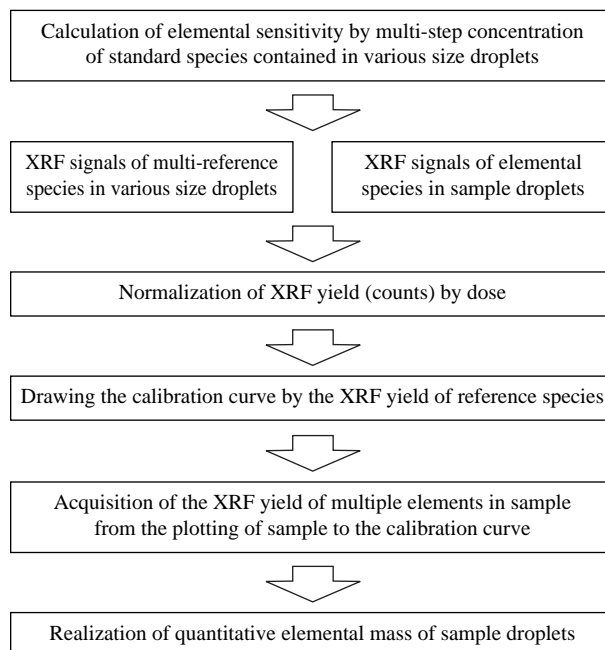 Calculation of elemental sensitivity by multi-step concentration
of standard species contained in various size droplets
XRF signals of multi-reference
species in various size droplets
XRF signals of elemental
species in sample droplets
Normalization of XRF yield (counts) by dose
Drawing the calibration curve by the XRF yield of reference species
Acquisition of the XRF yield of multiple elements in sample
from the plotting of sample to the calibration curve
Realization of quantitative elemental mass of sample droplets